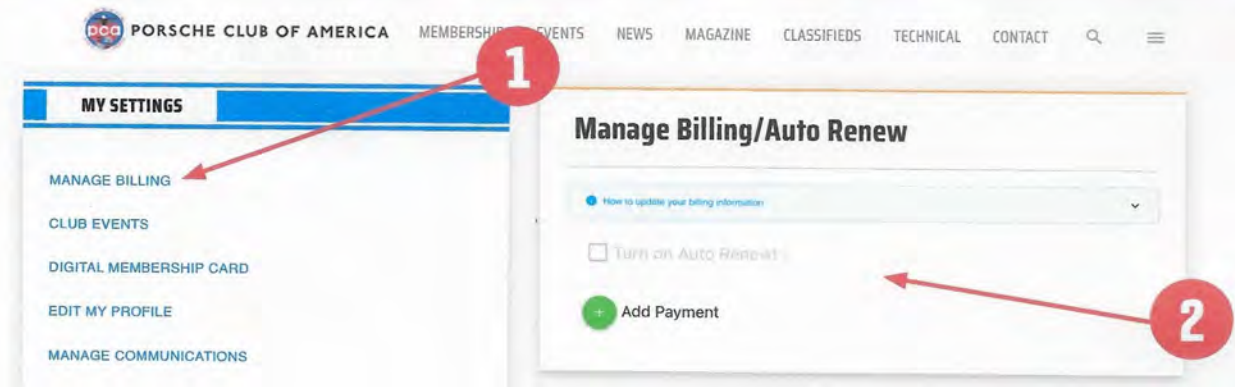 pca PORSCHE CLUB OF AMERICA MEMBERSHIP EVENTS NEWS MAGAZINE CLASSIFIEDS TECHNICAL CONTACT
1
MY SETTINGS
MANAGE BILLING
CLUB EVENTS
DIGITAL MEMBERSHIP CARD
EDIT MY PROFILE
MANAGE COMMUNICATIONS
Manage Billing/Auto Renew
How to update your billing information
Turn on Auto Renew
+ Add Payment
2